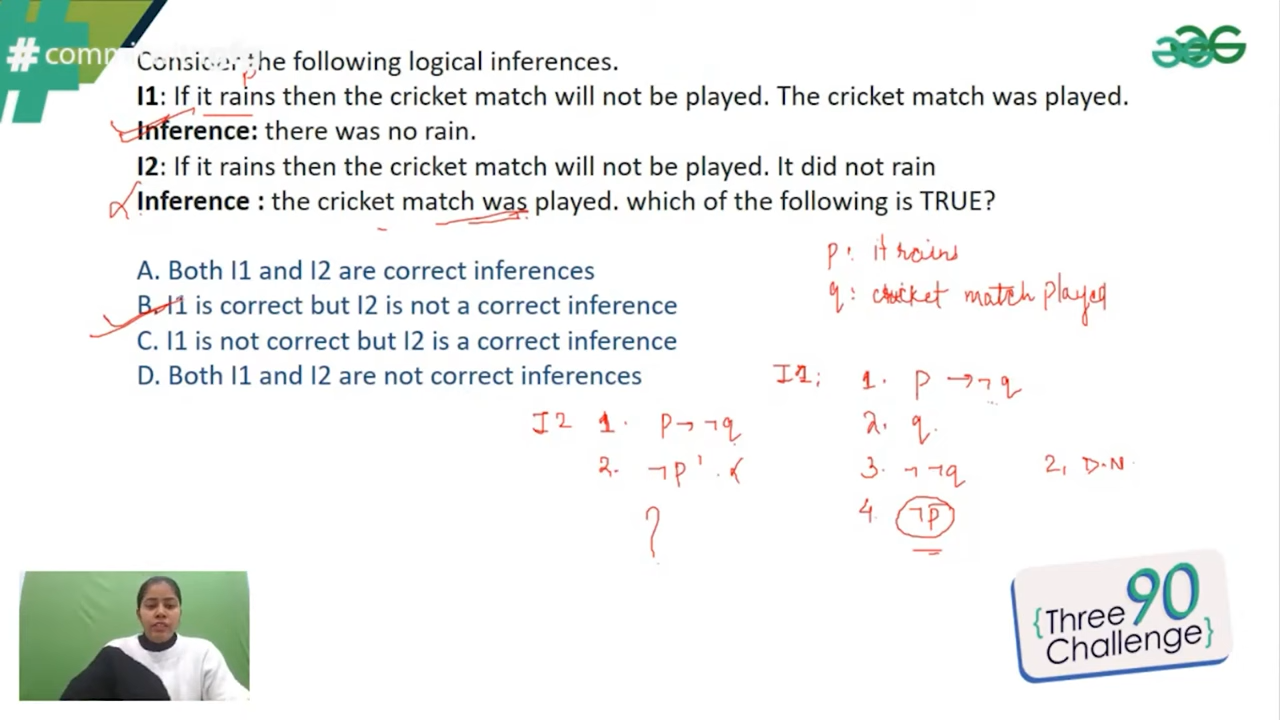 #comm
Consider the following logical inferences.
p
I1: If it rains then the cricket match will not be played. The cricket match was played.
Inference: there was no rain.
I2: If it rains then the cricket match will not be played. It did not rain
Inference : the cricket match was played. which of the following is TRUE?
A. Both I1 and I2 are correct inferences
B. I1 is correct but I2 is not a correct inference
C. I1 is not correct but I2 is a correct inference
D. Both I1 and I2 are not correct inferences
p: it rains
q: cricket match played
I1: 1. p → ¬q
2. q.
3. ¬¬q 2, D.N.
4. ¬p
I2 1. p → ¬q
2. ¬p
?
{Three 90
Challenge}